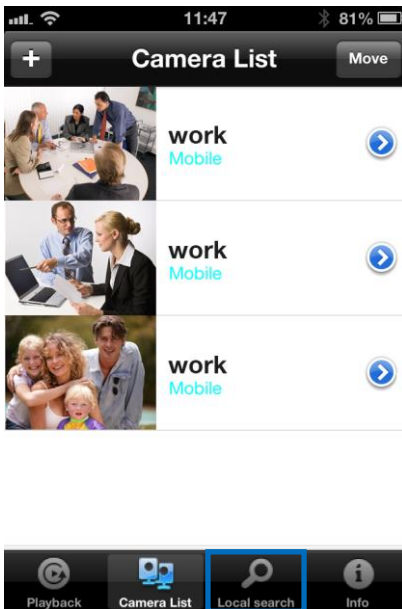 11:47
81%
+
Camera List
Move
work
Mobile
work
Mobile
work
Mobile
Playback
Camera List
Local search
Info